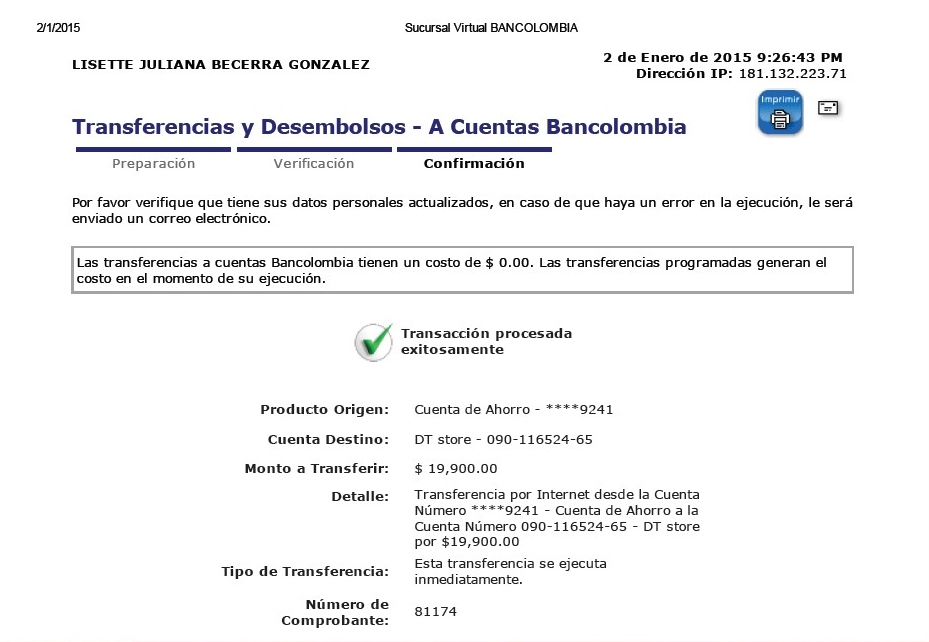 2/1/2015
Sucursal Virtual BANCOLOMBIA
LISETTE JULIANA BECERRA GONZALEZ
2 de Enero de 2015 9:26:43 PM
Dirección IP: 181.132.223.71
Imprimir
Transferencias y Desembolsos - A Cuentas Bancolombia
Preparación
Verificación
Confirmación
Por favor verifique que tiene sus datos personales actualizados, en caso de que haya un error en la ejecución, le será
enviado un correo electrónico.
Las transferencias a cuentas Bancolombia tienen un costo de $ 0.00. Las transferencias programadas generan el
costo en el momento de su ejecución.
Transacción procesada
exitosamente
Producto Origen: Cuenta de Ahorro - ****9241
Cuenta Destino: DT store - 090-116524-65
Monto a Transferir: $ 19,900.00
Detalle: Transferencia por Internet desde la Cuenta
Número ****9241 - Cuenta de Ahorro a la
Cuenta Número 090-116524-65 - DT store
por $19,900.00
Tipo de Transferencia: Esta transferencia se ejecuta
inmediatamente.
Número de
Comprobante: 81174